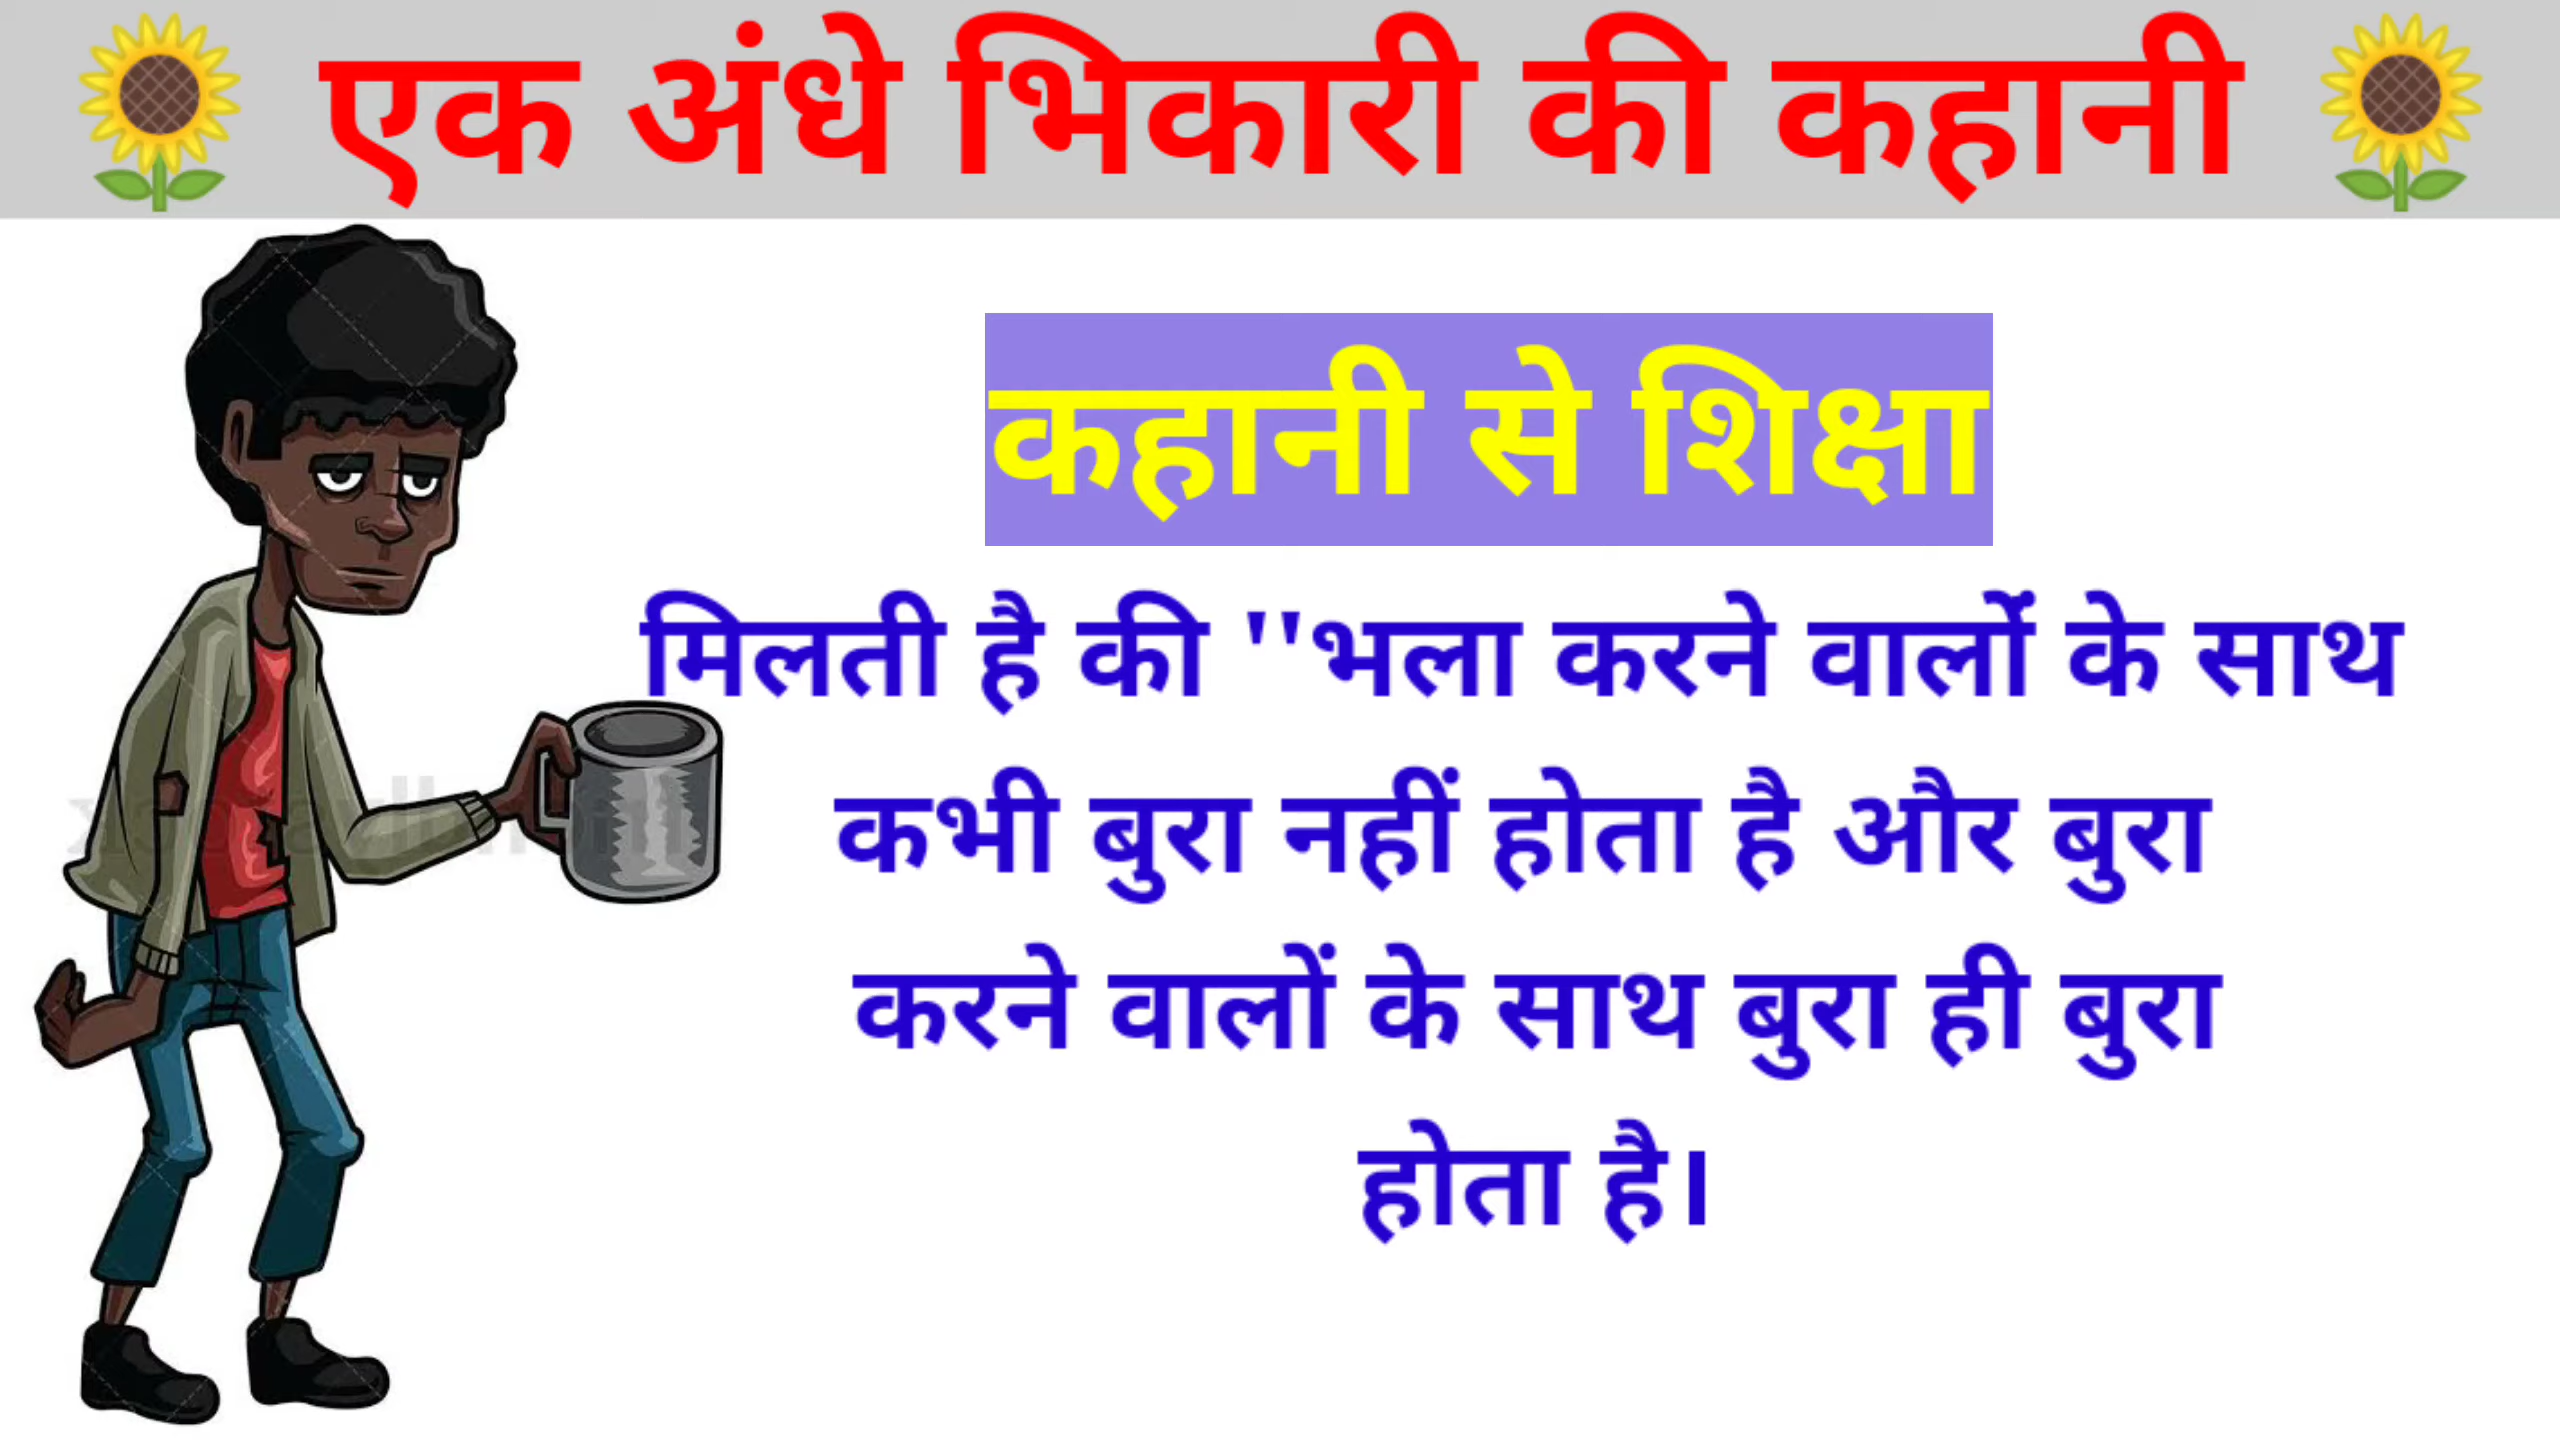 एक अंधे भिकारी की कहानी
कहानी से शिक्षा
मिलती है की "भला करने वार्लो के साथ
कभी बुरा नहीं होता है और बुरा
करने वालों के साथ बुरा ही बुरा
होता है।